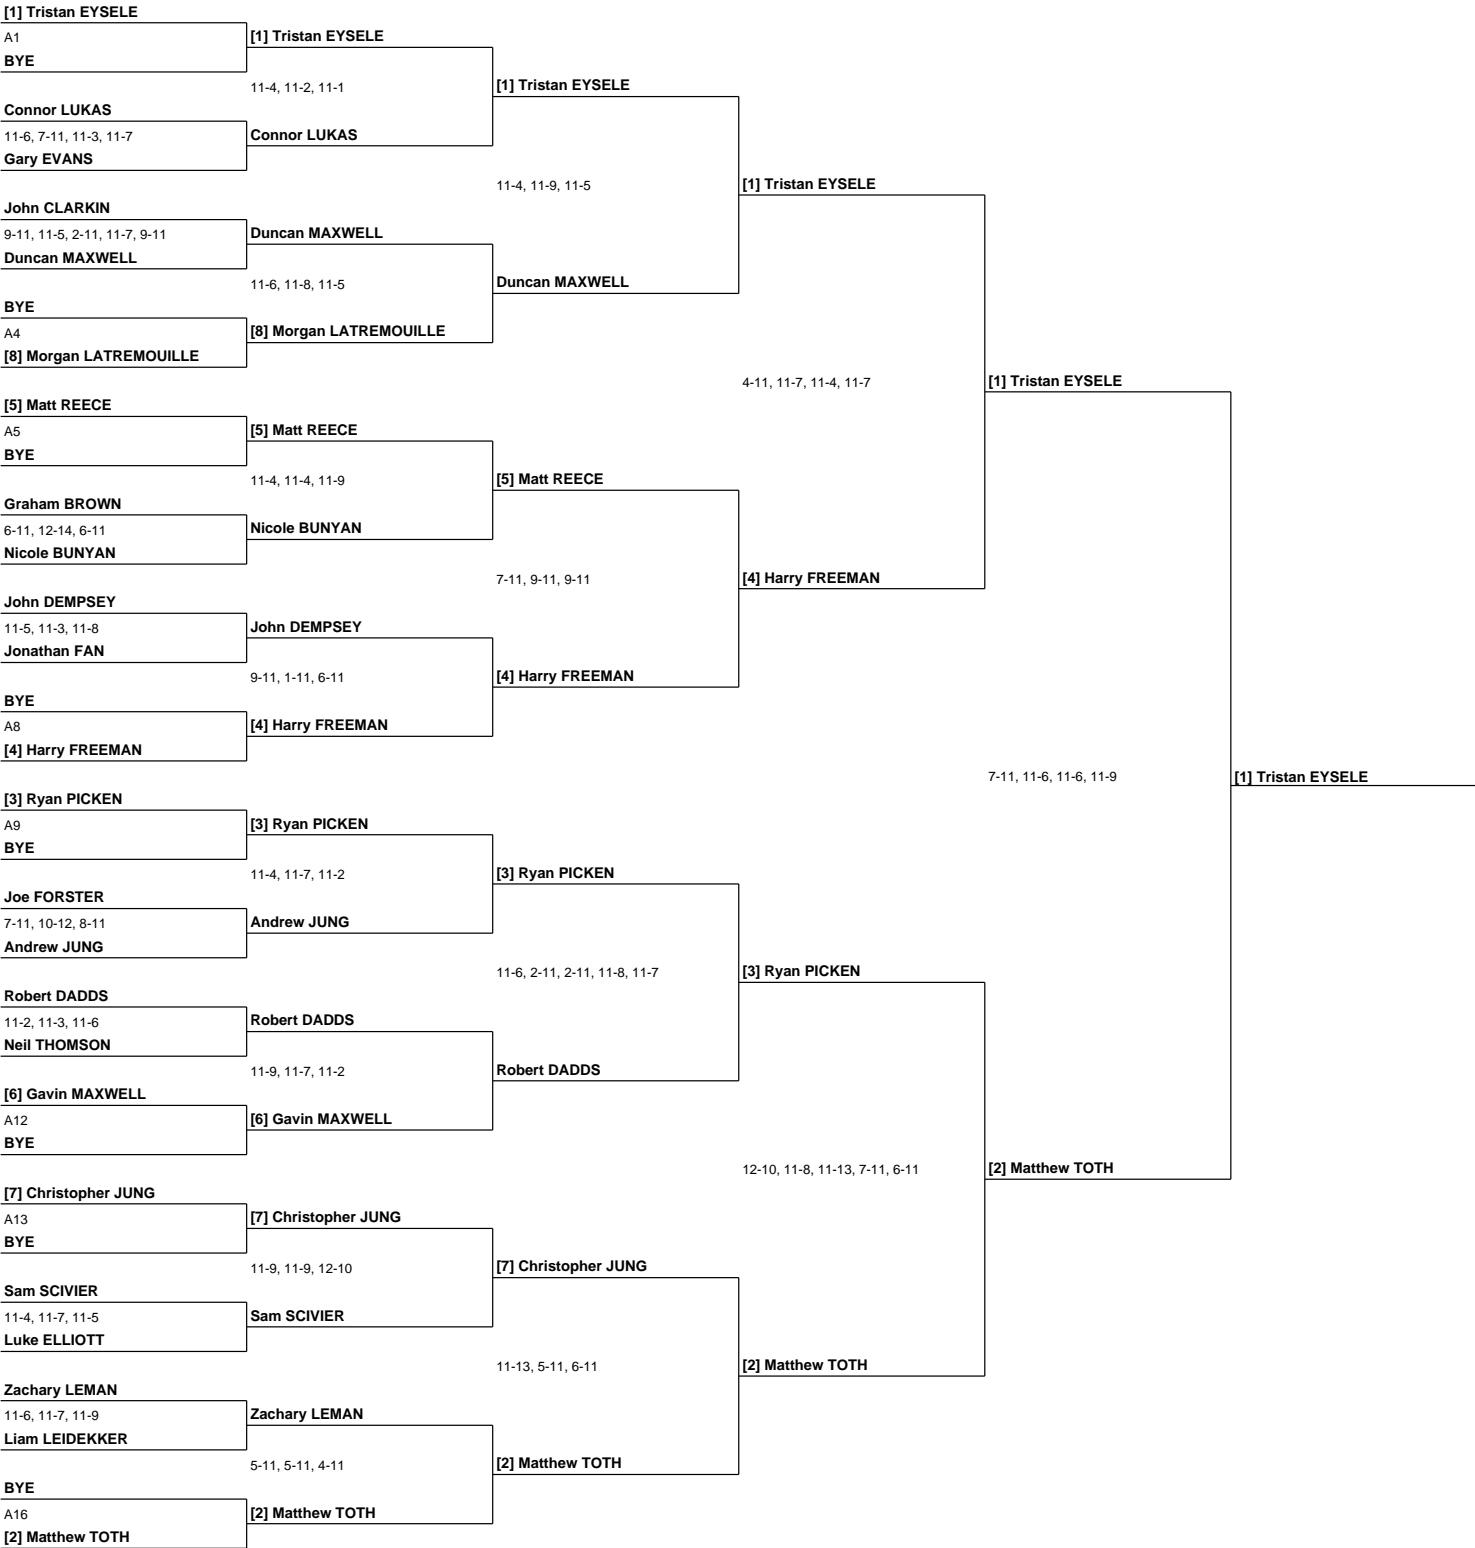 [1] Tristan EYSELE
A1
BYE
[1] Tristan EYSELE
11-4, 11-2, 11-1
[1] Tristan EYSELE
Connor LUKAS
11-6, 7-11, 11-3, 11-7
Gary EVANS
Connor LUKAS
11-4, 11-9, 11-5
[1] Tristan EYSELE
John CLARKIN
9-11, 11-5, 2-11, 11-7, 9-11
Duncan MAXWELL
Duncan MAXWELL
11-6, 11-8, 11-5
Duncan MAXWELL
BYE
A4
[8] Morgan LATREMOUILLE
[8] Morgan LATREMOUILLE
4-11, 11-7, 11-4, 11-7
[1] Tristan EYSELE
[5] Matt REECE
A5
BYE
[5] Matt REECE
11-4, 11-4, 11-9
[5] Matt REECE
Graham BROWN
6-11, 12-14, 6-11
Nicole BUNYAN
Nicole BUNYAN
7-11, 9-11, 9-11
[4] Harry FREEMAN
John DEMPSEY
11-5, 11-3, 11-8
Jonathan FAN
John DEMPSEY
9-11, 1-11, 6-11
[4] Harry FREEMAN
BYE
A8
[4] Harry FREEMAN
[4] Harry FREEMAN
7-11, 11-6, 11-6, 11-9
[1] Tristan EYSELE
[3] Ryan PICKEN
A9
BYE
[3] Ryan PICKEN
11-4, 11-7, 11-2
[3] Ryan PICKEN
Joe FORSTER
7-11, 10-12, 8-11
Andrew JUNG
Andrew JUNG
11-6, 2-11, 2-11, 11-8, 11-7
[3] Ryan PICKEN
Robert DADDS
11-2, 11-3, 11-6
Neil THOMSON
Robert DADDS
11-9, 11-7, 11-2
Robert DADDS
[6] Gavin MAXWELL
A12
BYE
[6] Gavin MAXWELL
12-10, 11-8, 11-13, 7-11, 6-11
[2] Matthew TOTH
[7] Christopher JUNG
A13
BYE
[7] Christopher JUNG
11-9, 11-9, 12-10
[7] Christopher JUNG
Sam SCIVIER
11-4, 11-7, 11-5
Luke ELLIOTT
Sam SCIVIER
11-13, 5-11, 6-11
[2] Matthew TOTH
Zachary LEMAN
11-6, 11-7, 11-9
Liam LEIDEKKER
Zachary LEMAN
5-11, 5-11, 4-11
[2] Matthew TOTH
BYE
A16
[2] Matthew TOTH
[2] Matthew TOTH